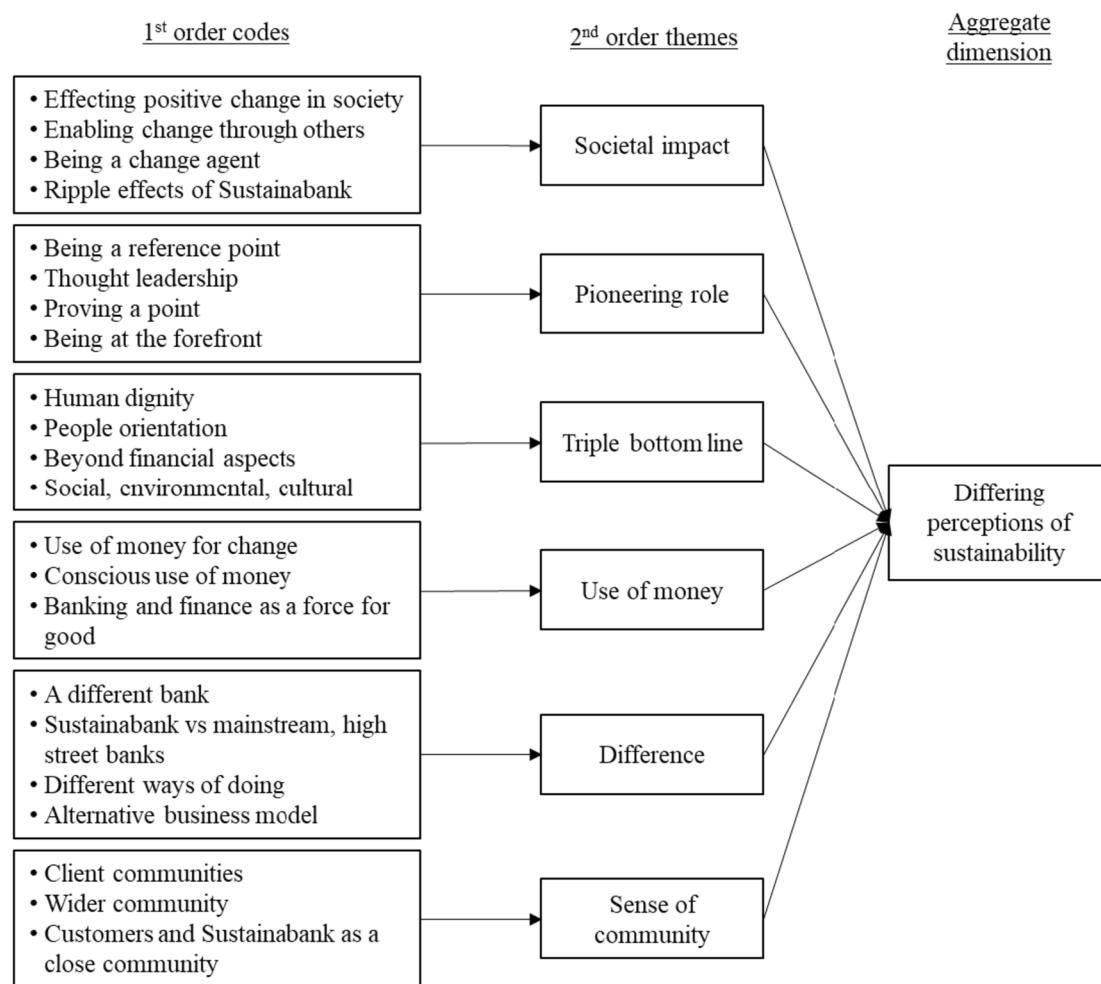 1st order codes
2nd order themes
Aggregate
dimension
• Effecting positive change in society
• Enabling change through others
• Being a change agent
• Ripple effects of Sustainabank
Societal impact
• Being a reference point
• Thought leadership
• Proving a point
• Being at the forefront
Pioneering role
• Human dignity
• People orientation
• Beyond financial aspects
• Social, environmental, cultural
Triple bottom line
• Use of money for change
• Conscious use of money
• Banking and finance as a force for
good
Use of money
• A different bank
• Sustainabank vs mainstream, high
street banks
• Different ways of doing
• Alternative business model
Difference
• Client communities
• Wider community
• Customers and Sustainabank as a
close community
Sense of
community
Differing
perceptions of
sustainability